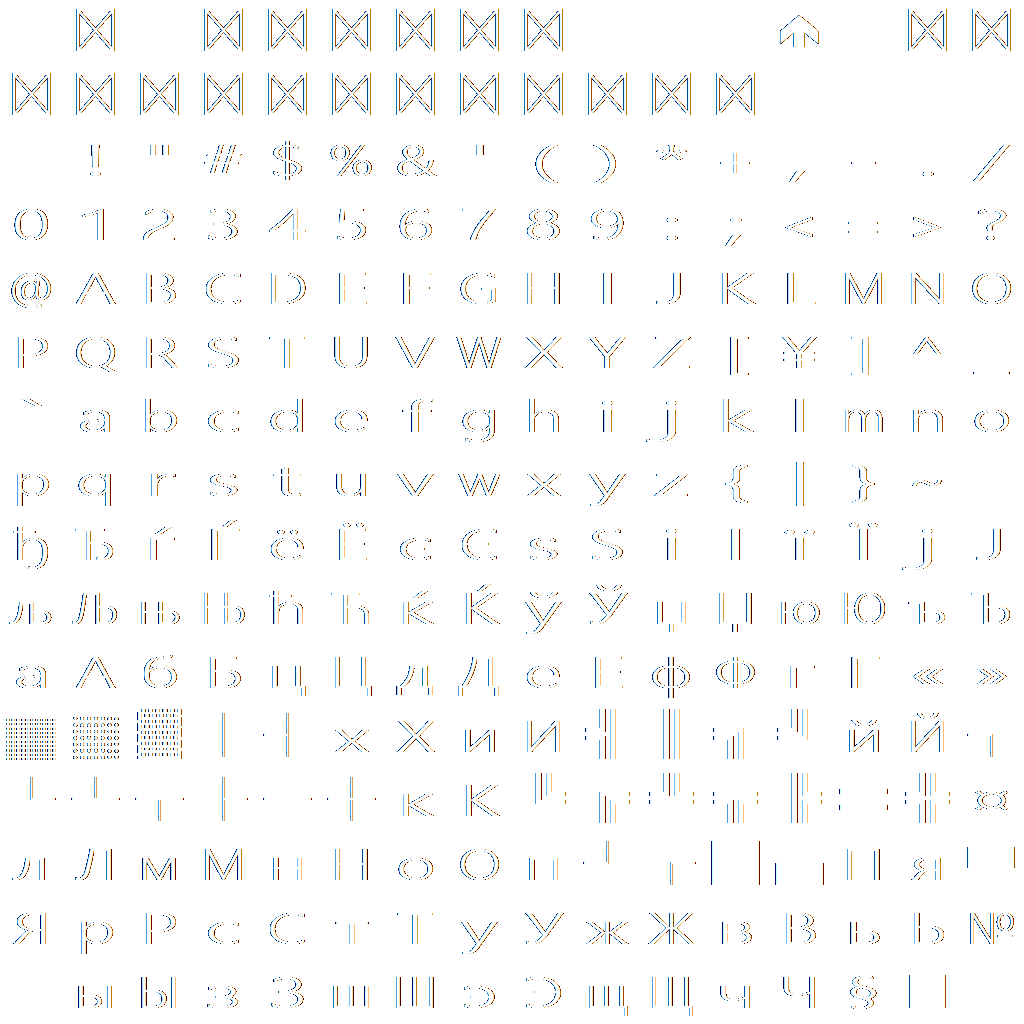 ! " # $ % & ' ( ) * + , - . /
0 1 2 3 4 5 6 7 8 9 : ; < = > ?
@ A B C D E F G H I J K L M N O
P Q R S T U V W X Y Z [ ¥ ] ^ _
` a b c d e f g h i j k l m n o
p q r s t u v w x y z { | } ~
ђ Ђ ѓ Ѓ ё Ё є Є ѕ Ѕ і І ї Ї ј Ј
љ Љ њ Њ ћ Ћ ќ Ќ ў Ў џ Џ ю Ю ъ Ъ
а А б Б ц Ц д Д е Е ф Ф г Г « »
░ ▒ ▓ │ ┤ х Х и И ╣ ║ ╗ ╝ й Й ┐
└ ┴ ┬ ├ ─ ┼ к К ╚ ╔ ╩ ╦ ╠ ═ ╬ ¤
л Л м М н Н о О п ┘ ┌ █ ▄ П я ▀
Я р Р с С т Т у У ж Ж в В ь Ь №
ы Ы з З ш Ш э Э щ Щ ч Ч § ■